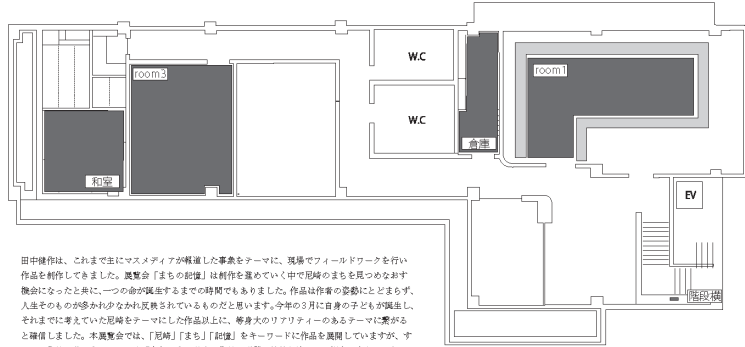 W.C
room3
room1
W.C
倉庫
和室
EV
階段横
田中健作は、これまで主にマスメディアが報道した事象をテーマに、現場でフィールドワークを行い
作品を制作してきました。展覧会「まちの記憶」は制作を進めていく中で尼崎のまちを見つめなおす
機会になったと共に、一つの命が誕生するまでの時間でもありました。作品は作者の姿勢にとどまらず、
人生そのものが多かれ少なかれ反映されているものだと思います。今年の3月に自身の子どもが誕生し、
それまでに考えていた尼崎をテーマにした作品以上に、等身大のリアリティーのあるテーマに繋がる
と確信しました。本展覧会では、「尼崎」「まち」「記憶」をキーワードに作品を展開していますが、す